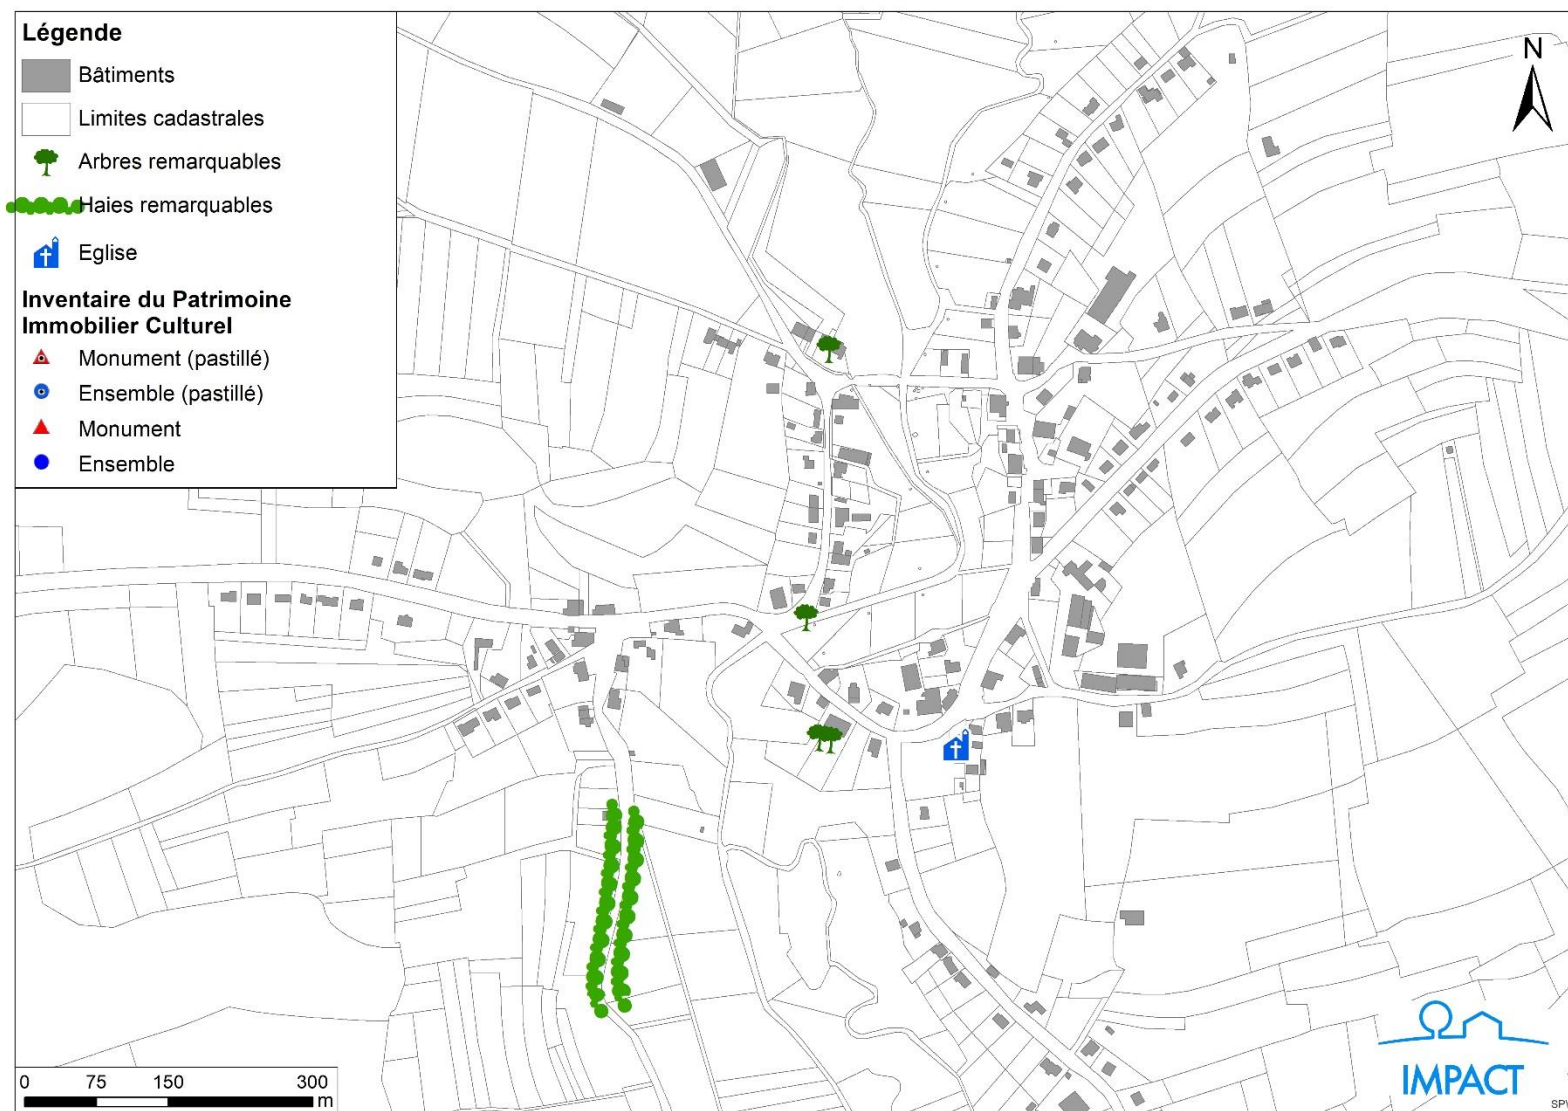 Légende
Bâtiments
Limites cadastrales
Arbres remarquables
Haies remarquables
Eglise
Inventaire du Patrimoine
Immobilier Culturel
Monument (pastillé)
Ensemble (pastillé)
Monument
Ensemble
N
0 75 150 300
m
IMPACT